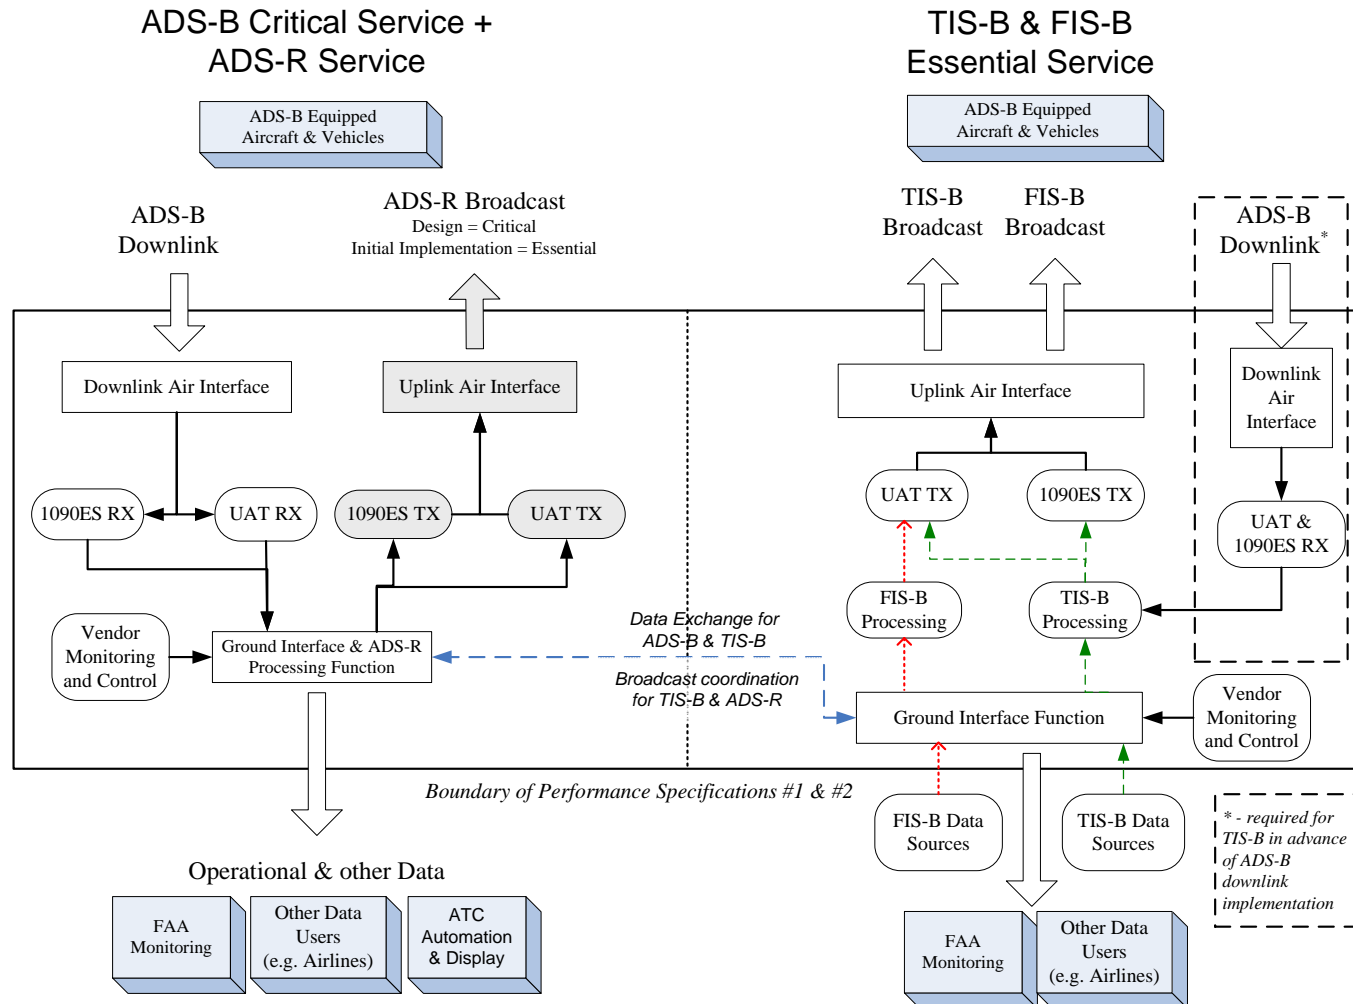 ADS-B Critical Service +
ADS-R Service
TIS-B & FIS-B
Essential Service
ADS-B Equipped
Aircraft & Vehicles
ADS-B Equipped
Aircraft & Vehicles
ADS-B
Downlink
ADS-R Broadcast
Design = Critical
Initial Implementation = Essential
TIS-B
Broadcast
FIS-B
Broadcast
ADS-B
Downlink*
Downlink Air Interface
Uplink Air Interface
Uplink Air Interface
Downlink
Air
Interface
1090ES RX
UAT RX
1090ES TX
UAT TX
UAT TX
1090ES TX
UAT &
1090ES RX
FIS-B
Processing
TIS-B
Processing
Vendor
Monitoring
and Control
Ground Interface & ADS-R
Processing Function
Data Exchange for
ADS-B & TIS-B
Broadcast coordination
for TIS-B & ADS-R
Ground Interface Function
Vendor
Monitoring
and Control
Boundary of Performance Specifications #1 & #2
FIS-B Data
Sources
TIS-B Data
Sources
* - required for
TIS-B in advance
of ADS-B
downlink
implementation
Operational & other Data
FAA
Monitoring
Other Data
Users
(e.g. Airlines)
ATC
Automation
& Display
FAA
Monitoring
Other Data
Users
(e.g. Airlines)